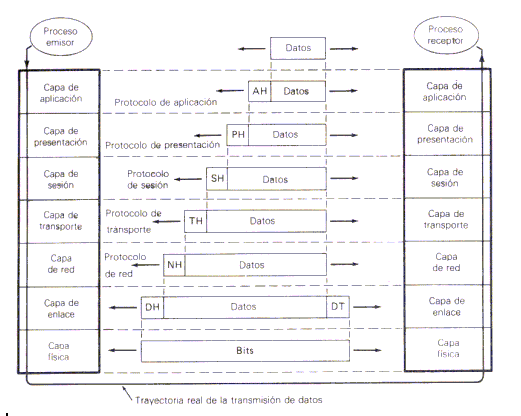 Proceso
emisor
Datos
Proceso
receptor
Capa de
aplicación
Protocolo de aplicación
AH
Datos
Capa de
aplicación
Capa de
presentación
Protocolo de presentación
PH
Datos
Capa de
presentación
Capa de
sesión
Protocolo
de sesión
SH
Datos
Capa de
sesión
Capa de
transporte
Protocolo de
transporte
TH
Datos
Capa de
transporte
Capa
de red
Protocolo
de red
NH
Datos
Capa
de red
Capa de
enlace
DH
Datos
DT
Capa de
enlace
Capa
física
Bits
Capa
física
Trayectoria real de la transmisión de datos